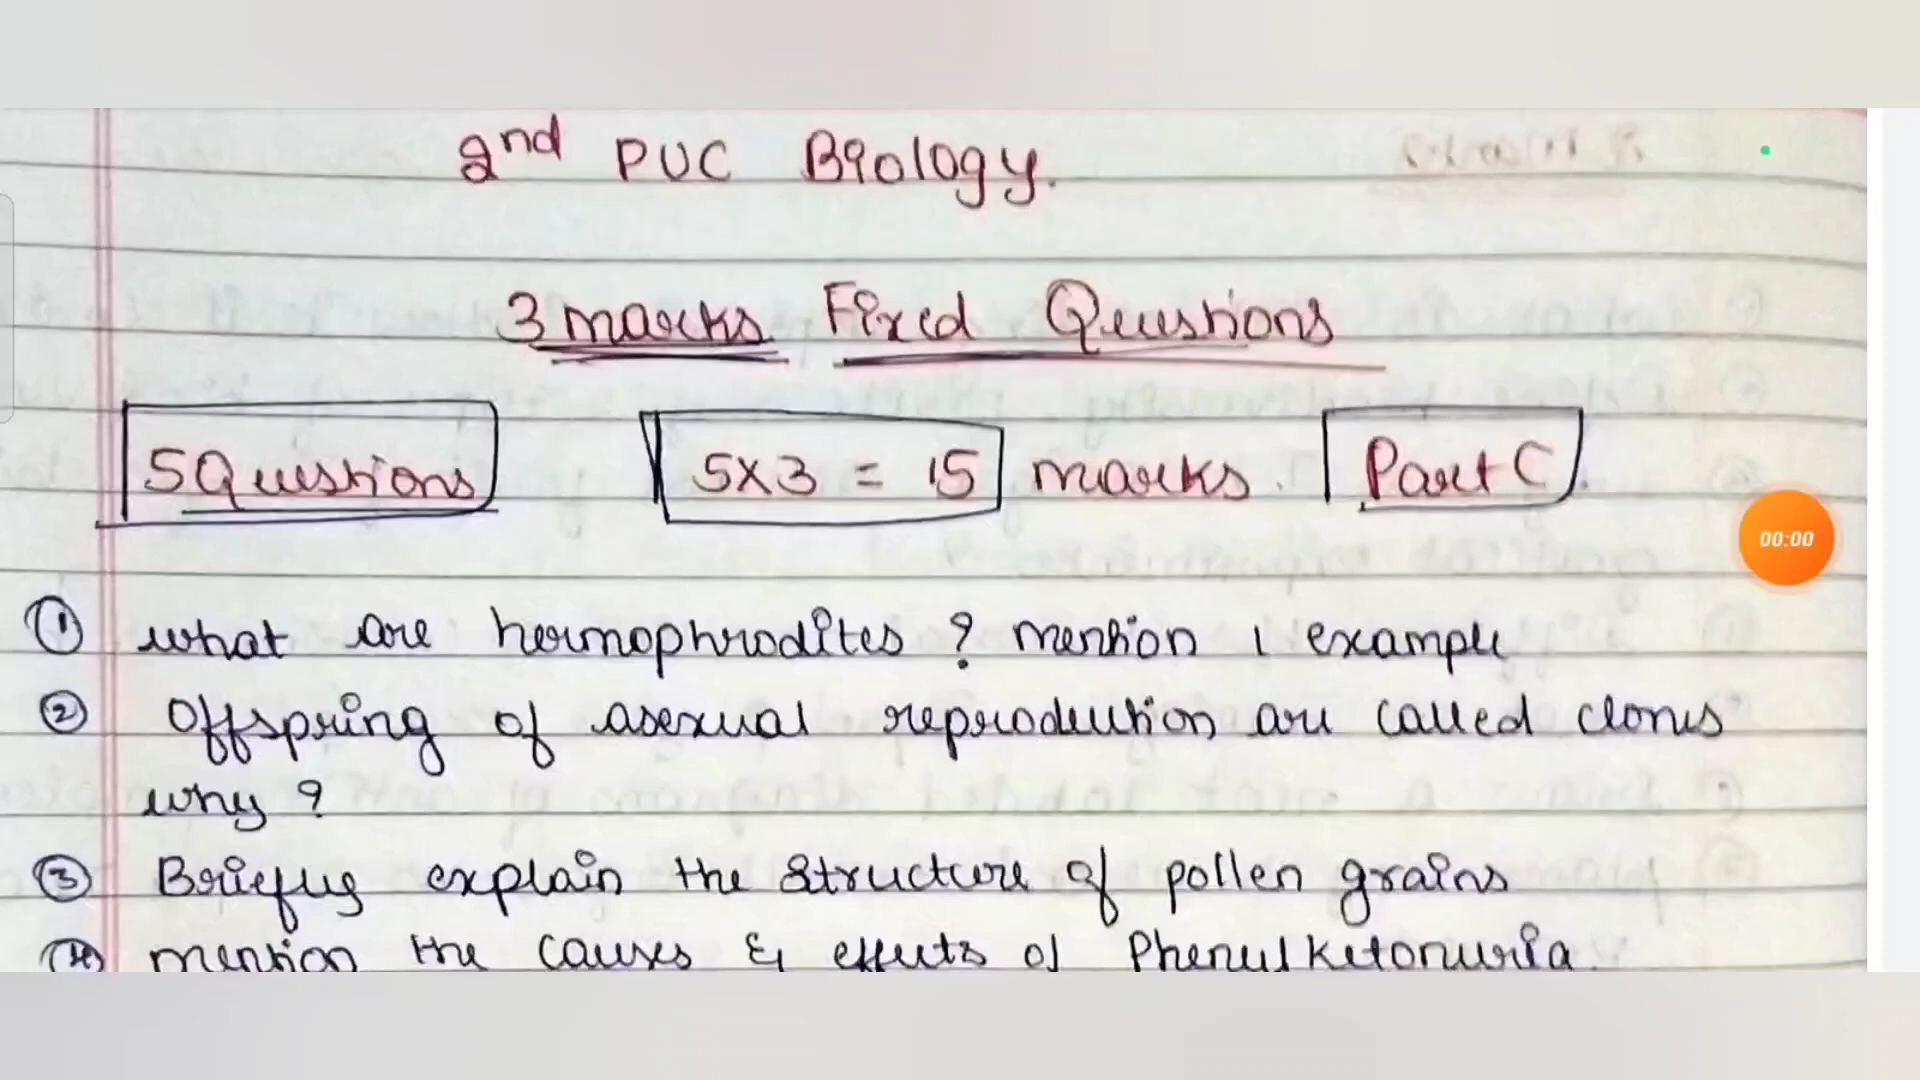 2nd PUC Biology.
3 marks Fixed Questions
5 Questions 5x3 = 15 marks. Part C.
① what are hermophrodites ? mention 1 example
② Offspring of asexual reproduction are called clones
why ?
③ Briefly explain the structure of pollen grains
④ mention the causes & effects of Phenylketonuria.
00:00